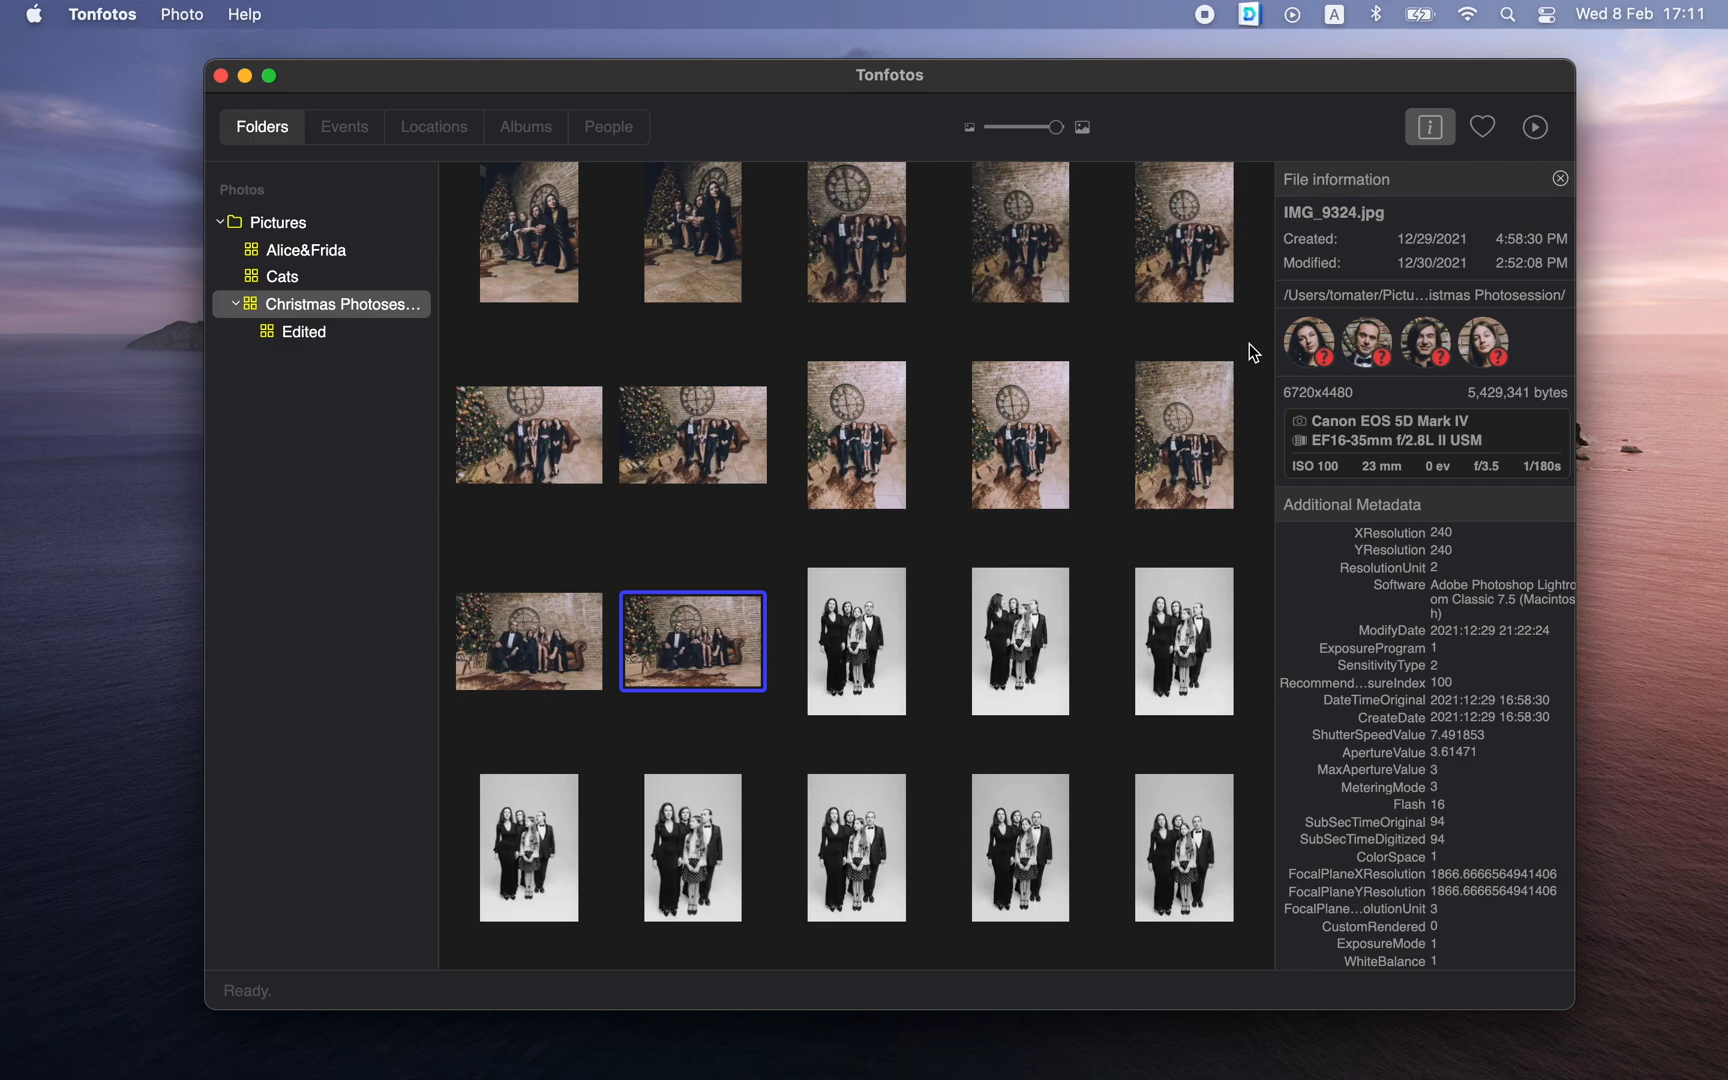 Tonfotos Photo Help A Wed 8 Feb 17:11
Tonfotos
Folders Events Locations Albums People i
Photos
Pictures
Alice&Frida
Cats
Christmas Photoses...
Edited
File information
IMG_9324.jpg
Created: 12/29/2021 4:58:30 PM
Modified: 12/30/2021 2:52:08 PM
/Users/tomater/Pictu...istmas Photosession/
? ? ? ?
6720x4480 5,429,341 bytes
Canon EOS 5D Mark IV
EF16-35mm f/2.8L II USM
ISO 100 23 mm 0 ev f/3.5 1/180s
Additional Metadata
XResolution 240
YResolution 240
ResolutionUnit 2
Software Adobe Photoshop Lightro
om Classic 7.5 (Macintos
h)
ModifyDate 2021:12:29 21:22:24
ExposureProgram 1
SensitivityType 2
Recommend...sureIndex 100
DateTimeOriginal 2021:12:29 16:58:30
CreateDate 2021:12:29 16:58:30
ShutterSpeedValue 7.491853
ApertureValue 3.61471
MaxApertureValue 3
MeteringMode 3
Flash 16
SubSecTimeOriginal 94
SubSecTimeDigitized 94
ColorSpace 1
FocalPlaneXResolution 1866.6666564941406
FocalPlaneYResolution 1866.6666564941406
FocalPlane...olutionUnit 3
CustomRendered 0
ExposureMode 1
WhiteBalance 1
Ready.